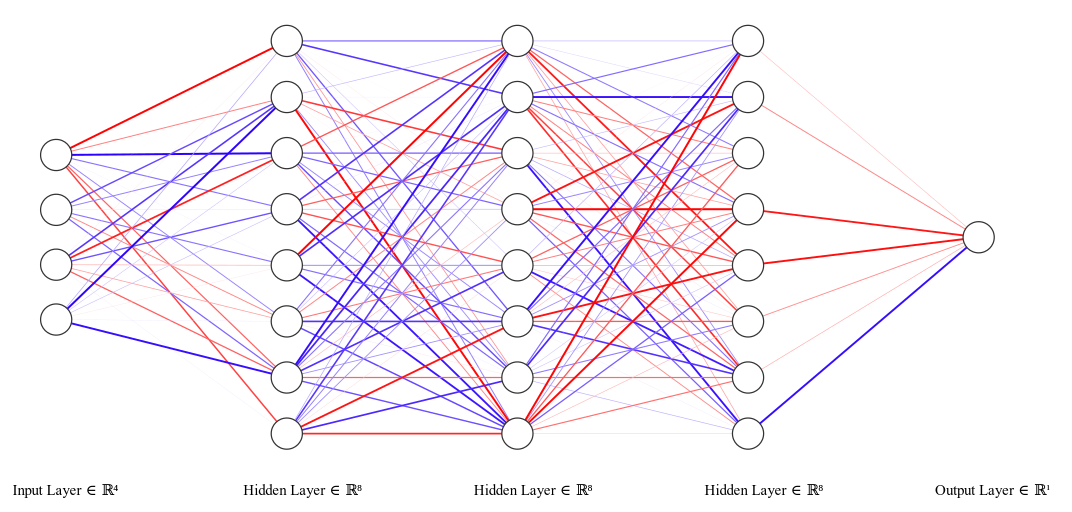 Input Layer ∈ ℝ⁴
Hidden Layer ∈ ℝ⁸
Hidden Layer ∈ ℝ⁸
Hidden Layer ∈ ℝ⁸
Output Layer ∈ ℝ¹